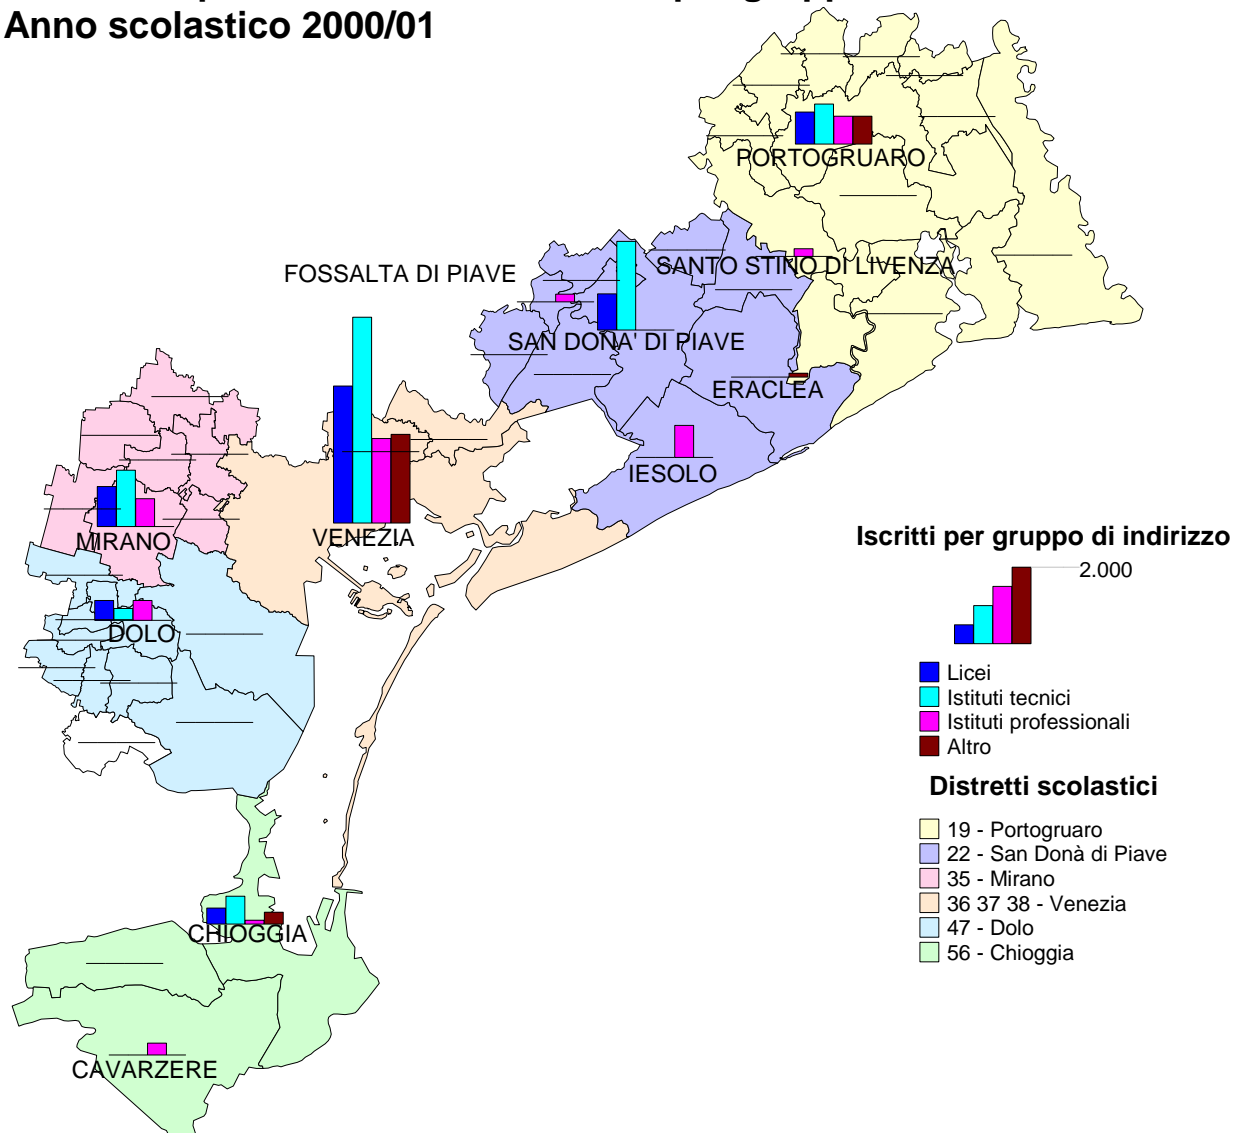 Anno scolastico 2000/01
PORTOGRUARO
FOSSALTA DI PIAVE
SANTO STINO DI LIVENZA
SAN DONA' DI PIAVE
ERACLEA
IESOLO
VENEZIA
MIRANO
DOLO
CHIOGGIA
CAVARZERE
Iscritti per gruppo di indirizzo
2.000
Licei
Istituti tecnici
Istituti professionali
Altro
Distretti scolastici
19 - Portogruaro
22 - San Donà di Piave
35 - Mirano
36 37 38 - Venezia
47 - Dolo
56 - Chioggia